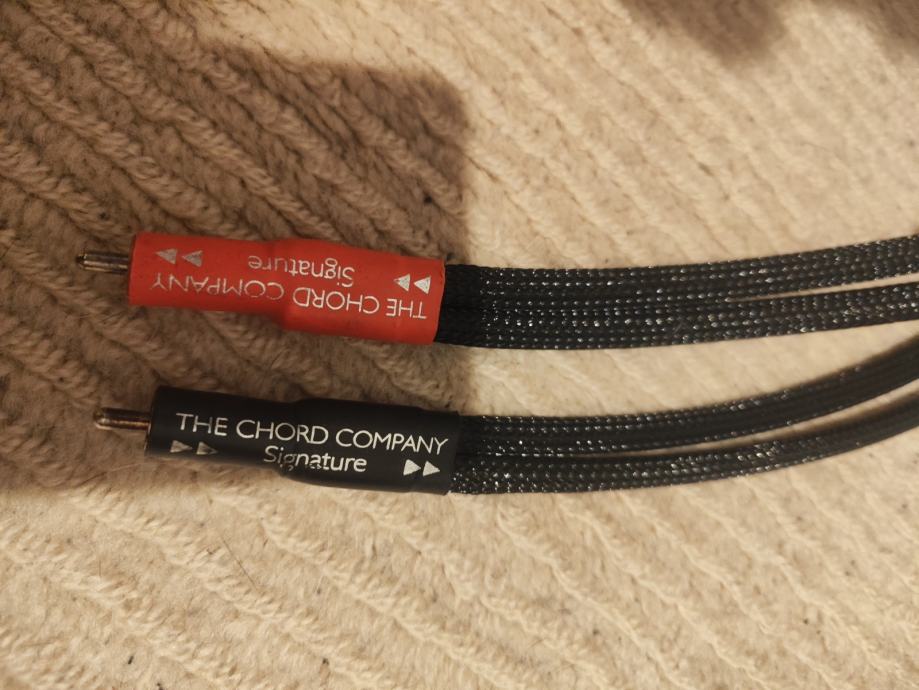 THE CHORD COMPANY
Signature
THE CHORD COMPANY
Signature